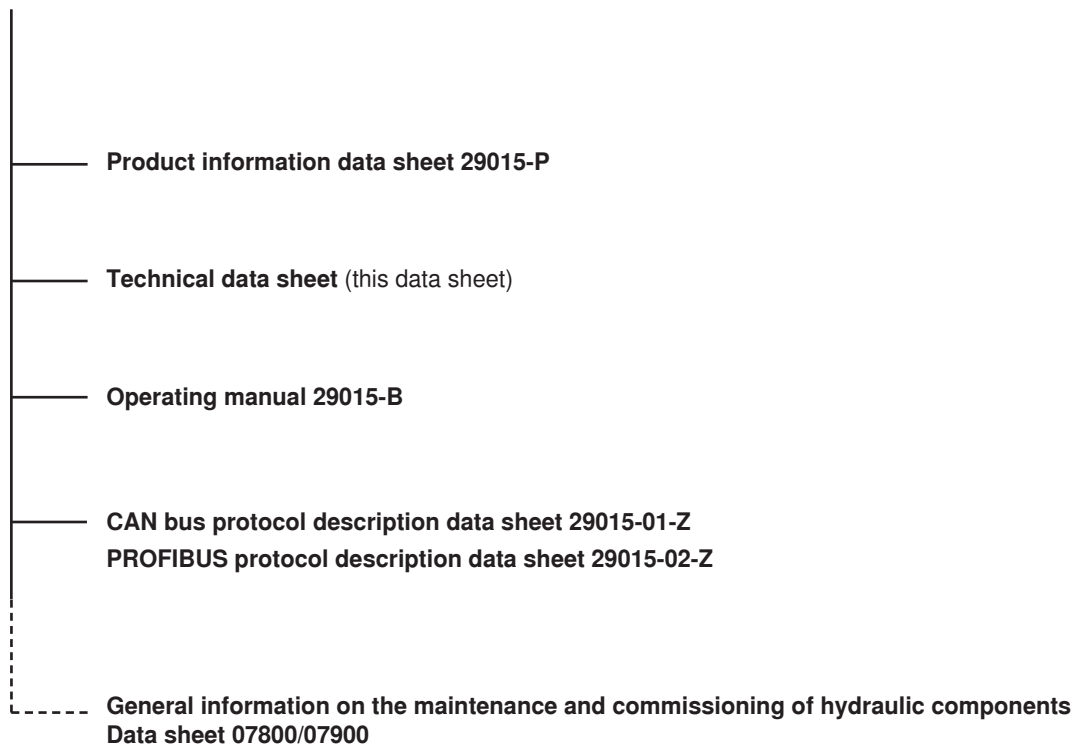 Product information data sheet 29015-P
Technical data sheet (this data sheet)
Operating manual 29015-B
CAN bus protocol description data sheet 29015-01-Z
PROFIBUS protocol description data sheet 29015-02-Z
General information on the maintenance and commissioning of hydraulic components
Data sheet 07800/07900